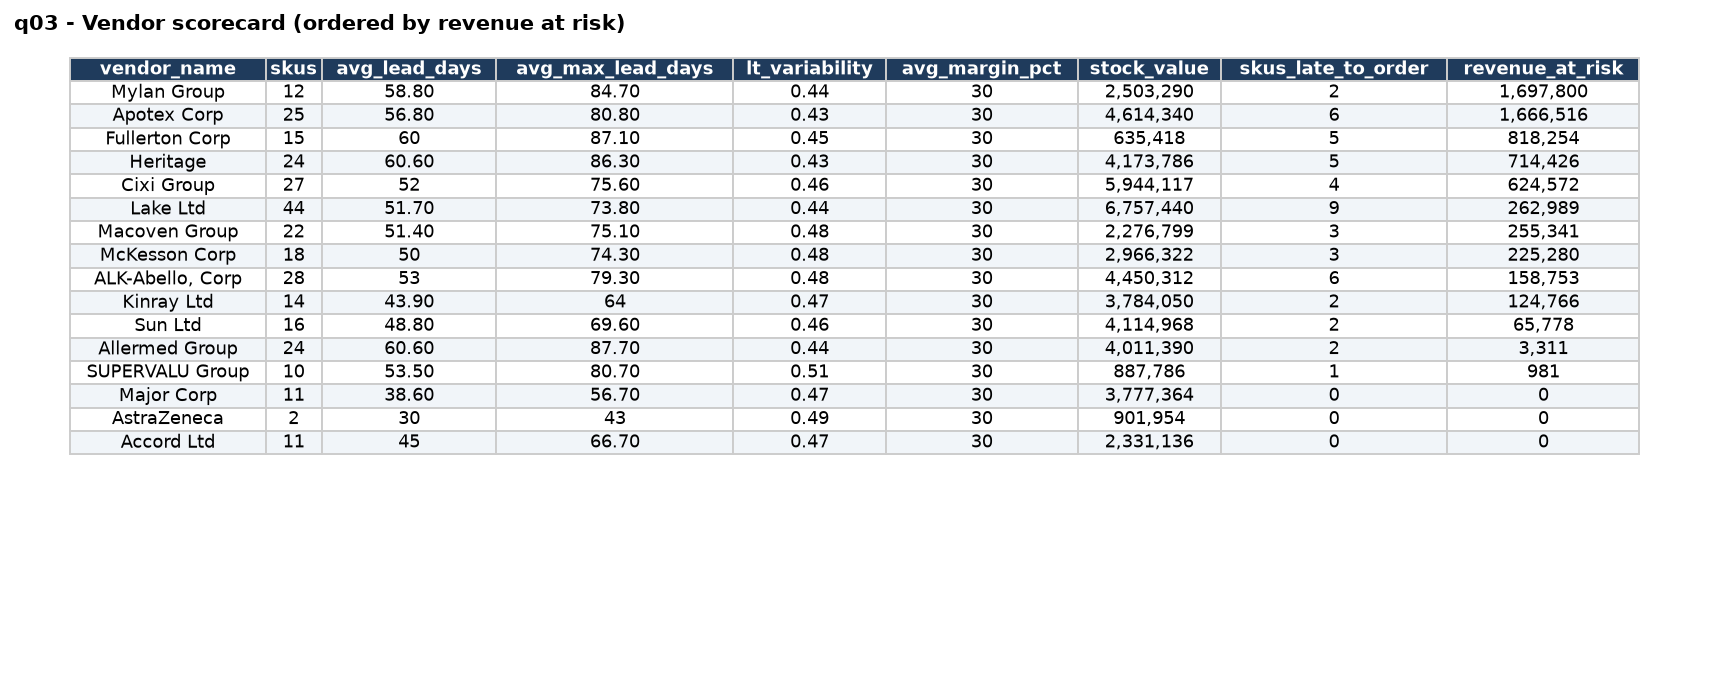 q03 - Vendor scorecard (ordered by revenue at risk)
vendor_name skus avg_lead_days avg_max_lead_days lt_variability avg_margin_pct stock_value skus_late_to_order revenue_at_risk
Mylan Group 12 58.80 84.70 0.44 30 2,503,290 2 1,697,800
Apotex Corp 25 56.80 80.80 0.43 30 4,614,340 6 1,666,516
Fullerton Corp 15 60 87.10 0.45 30 635,418 5 818,254
Heritage 24 60.60 86.30 0.43 30 4,173,786 5 714,426
Cixi Group 27 52 75.60 0.46 30 5,944,117 4 624,572
Lake Ltd 44 51.70 73.80 0.44 30 6,757,440 9 262,989
Macoven Group 22 51.40 75.10 0.48 30 2,276,799 3 255,341
McKesson Corp 18 50 74.30 0.48 30 2,966,322 3 225,280
ALK-Abello, Corp 28 53 79.30 0.48 30 4,450,312 6 158,753
Kinray Ltd 14 43.90 64 0.47 30 3,784,050 2 124,766
Sun Ltd 16 48.80 69.60 0.46 30 4,114,968 2 65,778
Allermed Group 24 60.60 87.70 0.44 30 4,011,390 2 3,311
SUPERVALU Group 10 53.50 80.70 0.51 30 887,786 1 981
Major Corp 11 38.60 56.70 0.47 30 3,777,364 0 0
AstraZeneca 2 30 43 0.49 30 901,954 0 0
Accord Ltd 11 45 66.70 0.47 30 2,331,136 0 0